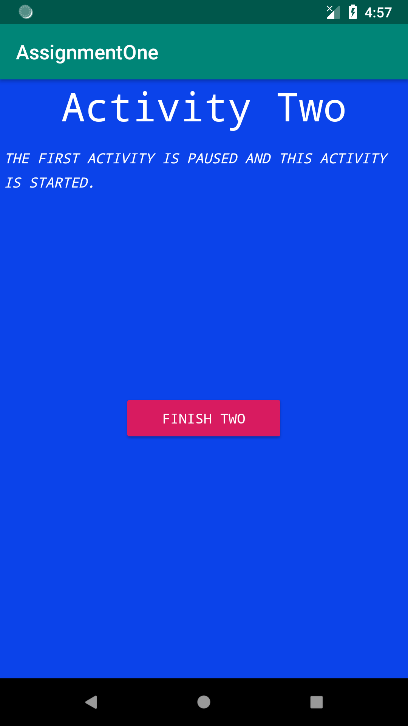 4:57
AssignmentOne
Activity Two
THE FIRST ACTIVITY IS PAUSED AND THIS ACTIVITY
IS STARTED.
FINISH TWO